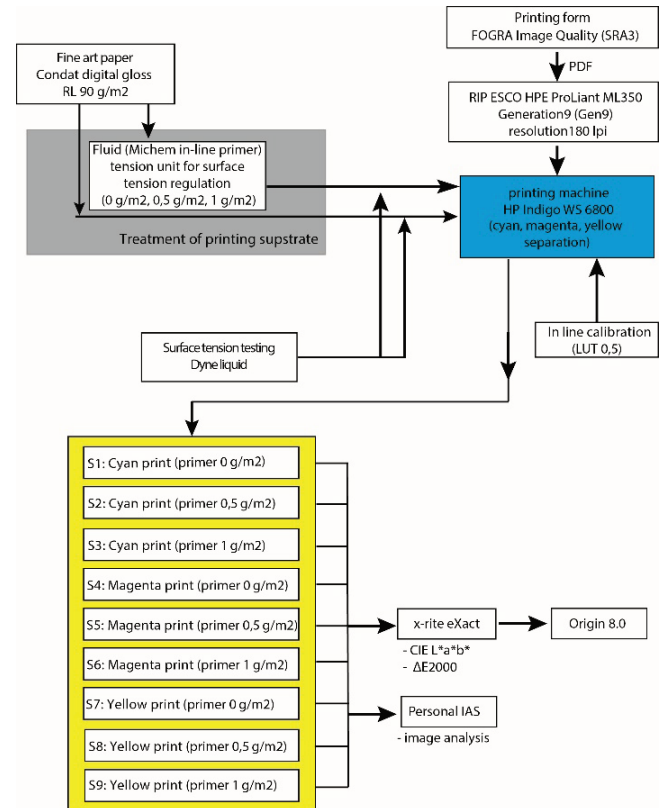 Printing form
FOGRA Image Quality (SRA3)
PDF
Fine art paper
Condat digital gloss
RL 90 g/m2
RIP ESCO HPE ProLiant ML350
Generation9 (Gen9)
resolution180 lpi
Fluid (Michem in-line primer)
tension unit for surface
tension regulation
(0 g/m2, 0,5 g/m2, 1 g/m2)
Treatment of printing substrate
printing machine
HP Indigo WS 6800
(cyan, magenta, yellow
separation)
In line calibration
(LUT 0,5)
Surface tension testing
Dyne liquid
S1: Cyan print (primer 0 g/m2)
S2: Cyan print (primer 0,5 g/m2)
S3: Cyan print (primer 1 g/m2)
S4: Magenta print (primer 0 g/m2)
S5: Magenta print (primer 0,5 g/m2)
S6: Magenta print (primer 1 g/m2)
S7: Yellow print (primer 0 g/m2)
S8: Yellow print (primer 0,5 g/m2)
S9: Yellow print (primer 1 g/m2)
x-rite eXact
- CIE L*a*b*
- ΔE2000
Origin 8.0
Personal IAS
- image analysis